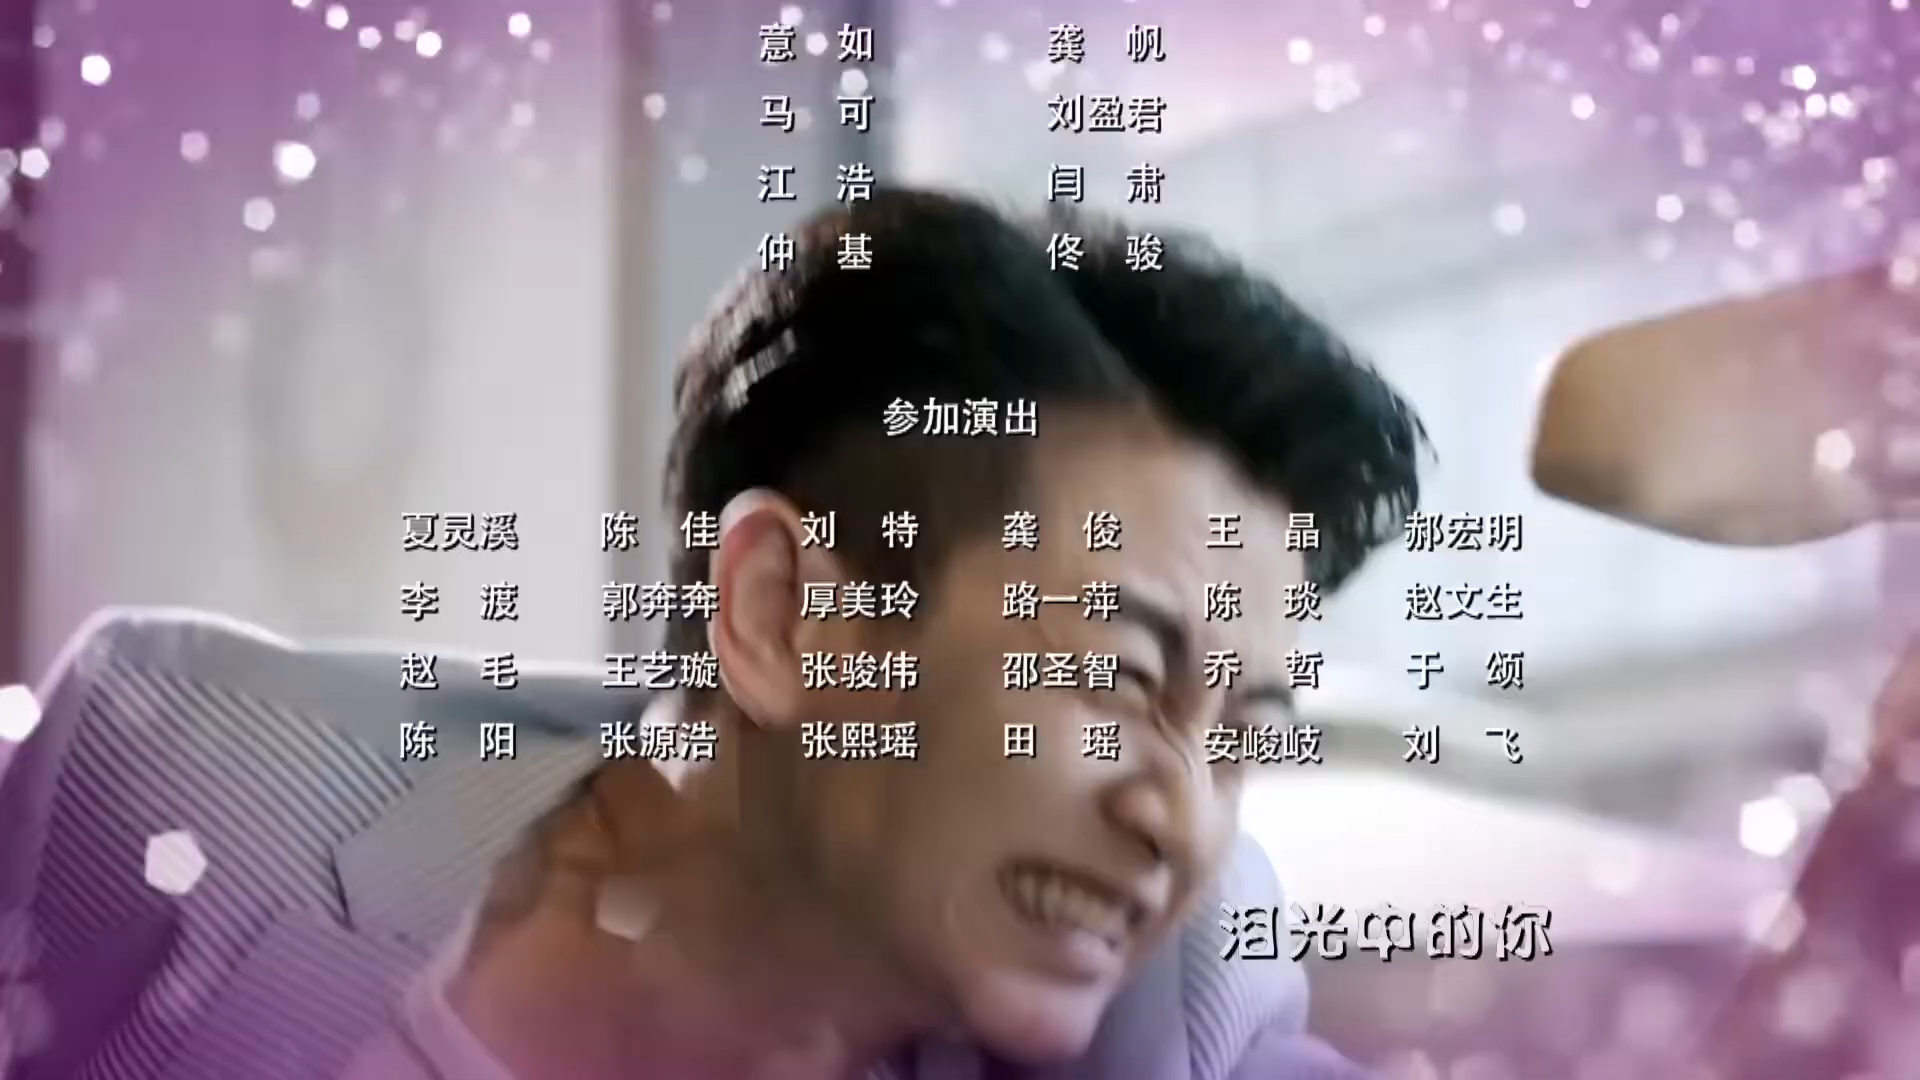 意如 龚帆
马可 刘盈君
江浩 闫肃
仲基 佟骏
参加演出
夏灵溪 陈佳 刘特 龚俊 王晶 郝宏明
李渡 郭奔奔 厚美玲 路一萍 陈琰 赵文生
赵毛 王艺璇 张骏伟 邵圣智 乔哲 于颂
陈阳 张源浩 张熙瑶 田瑶 安峻岐 刘飞
泪光中的你